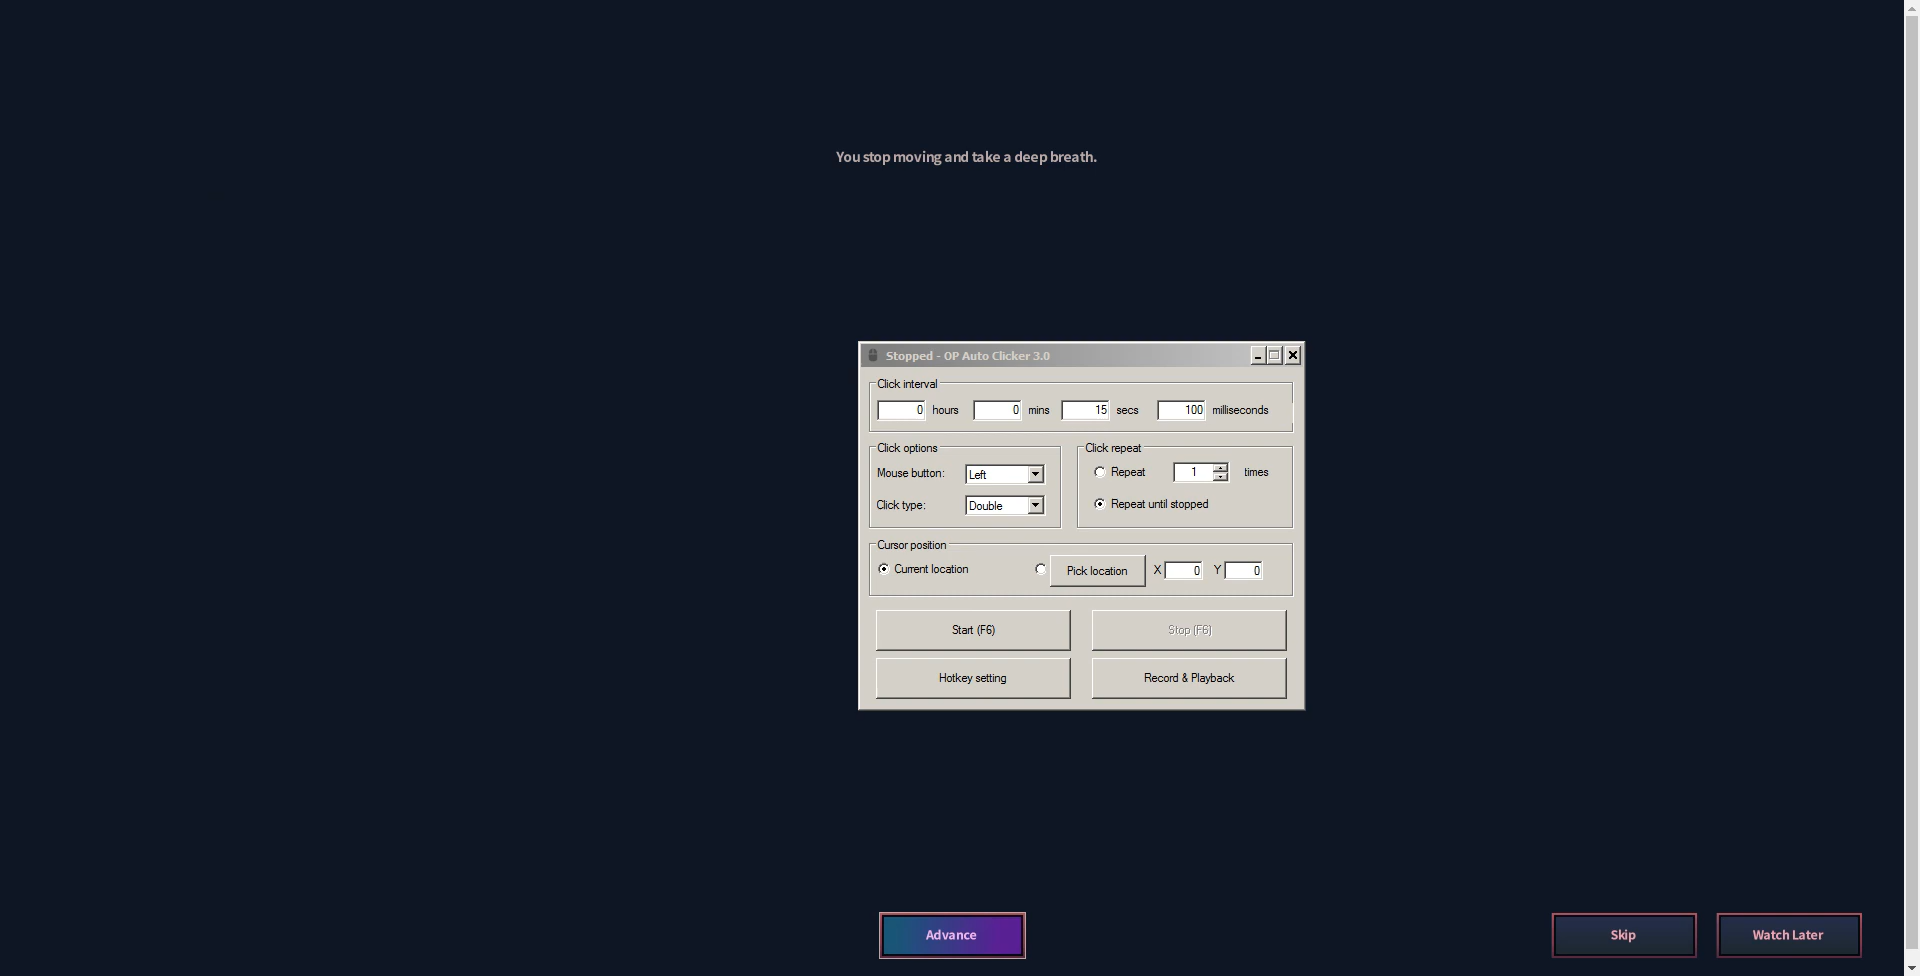 You stop moving and take a deep breath.
Stopped - OP Auto Clicker 3.0
Click interval
0 hours 0 mins 15 secs 100 milliseconds
Click options
Mouse button: Left
Click type: Double
Click repeat
Repeat 1 times
Repeat until stopped
Cursor position
Current location Pick location X 0 Y 0
Start (F6) Stop (F6)
Hotkey setting Record & Playback
Advance Skip Watch Later